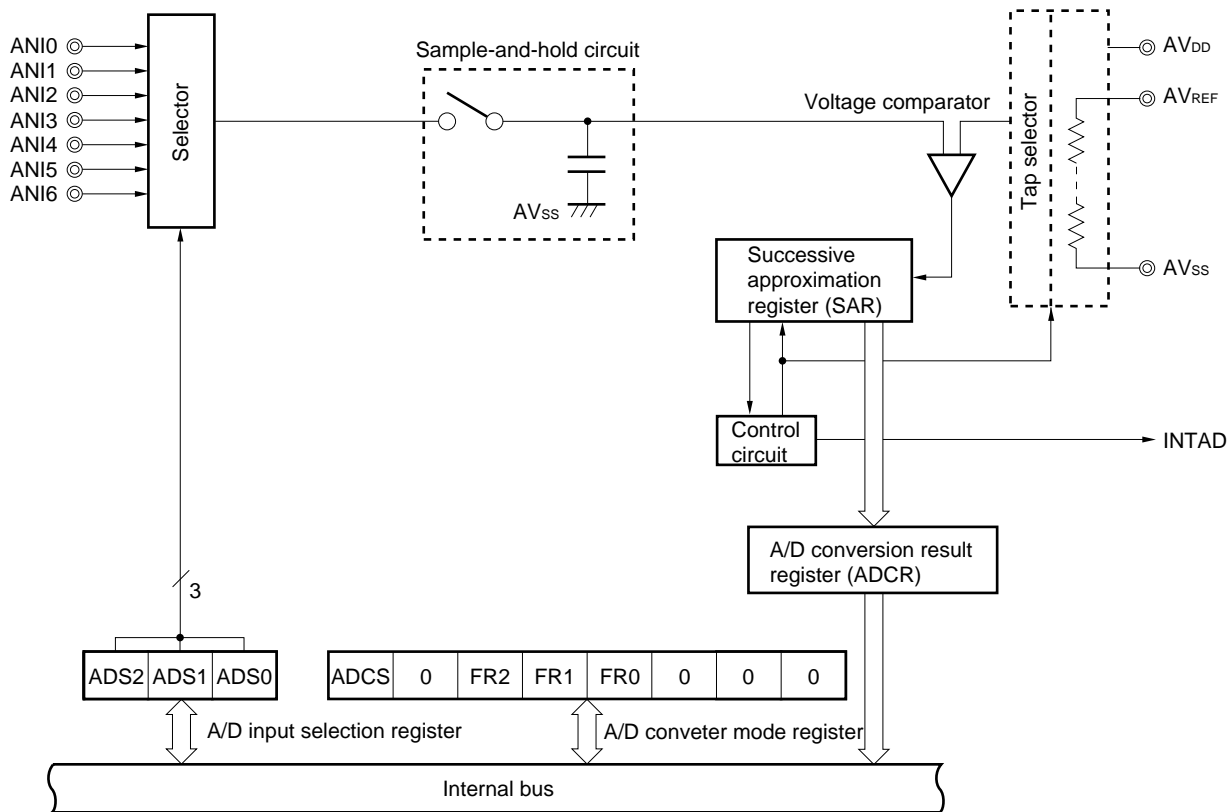 ANI0
ANI1
ANI2
ANI3
ANI4
ANI5
ANI6
Selector
Sample-and-hold circuit
AVSS
Voltage comparator
Tap selector
AVDD
AVREF
AVSS
Successive
approximation
register (SAR)
Control
circuit
INTAD
A/D conversion result
register (ADCR)
3
ADS2 ADS1 ADS0
ADCS 0 FR2 FR1 FR0 0 0 0
A/D input selection register
A/D conveter mode register
Internal bus